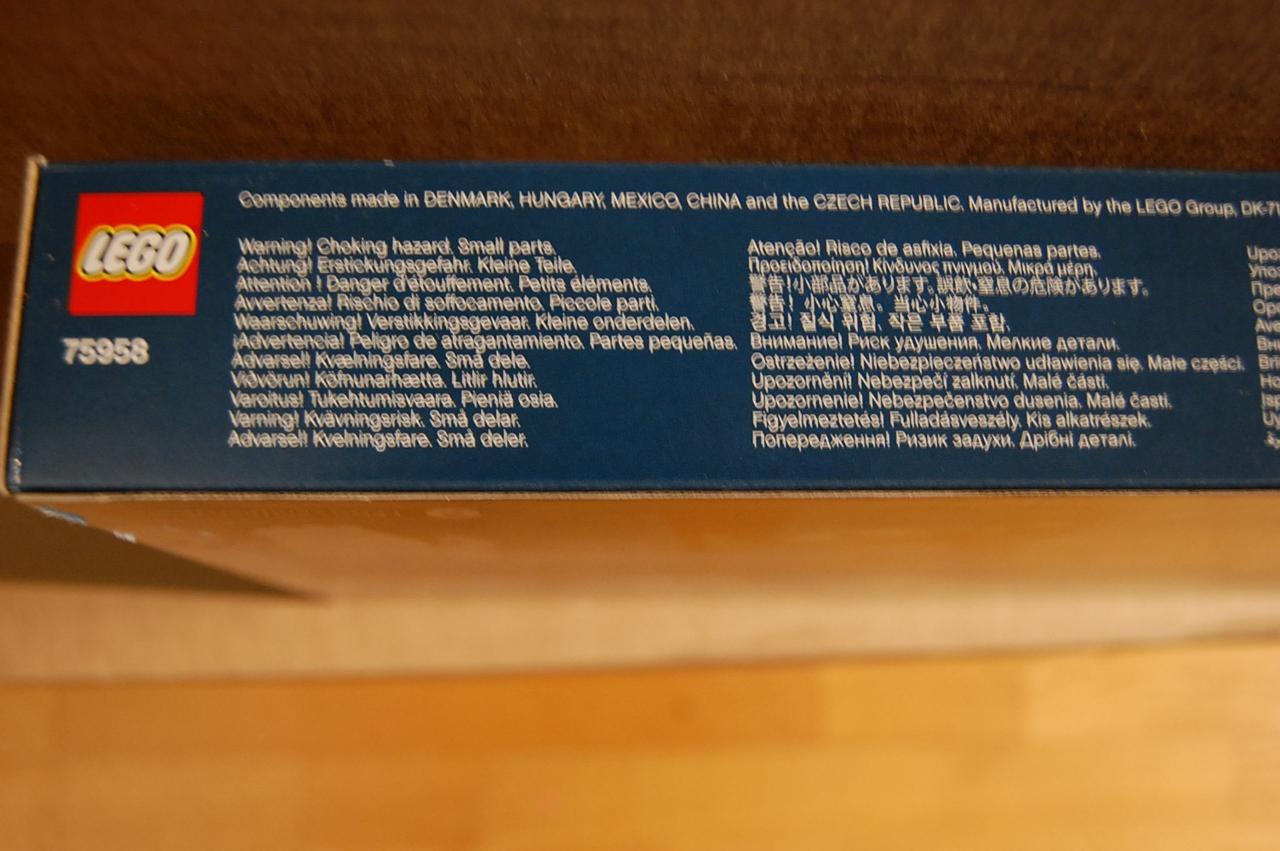 LEGO
75958
Components made in DENMARK, HUNGARY, MEXICO, CHINA and the CZECH REPUBLIC. Manufactured by the LEGO Group,
Warning! Choking hazard. Small parts.
Achtung! Erstickungsgefahr. Kleine Teile.
Attention ! Danger d'étouffement. Petits éléments.
Avvertenza! Rischio di soffocamento. Piccole parti.
Waarschuwing! Verstikkingsgevaar. Kleine onderdelen.
¡Advertencia! Peligro de atragantamiento. Partes pequeñas.
Advarsel! Kvælningsfare. Små dele.
Viðvörun! Köfnunarhætta. Litlir hlutir.
Varoitus! Tukehtumisvaara. Pieniä osia.
Varning! Kvävningsrisk. Små delar.
Advarsel! Kvelningsfare. Små deler.
Atenção! Risco de asfixia. Pequenas partes.
Προειδοποίηση! Κίνδυνος πνιγμού. Μικρά μέρη.
警告!小部品があります。誤飲・窒息の危険があります。
警告！小心窒息，当心小物件。
경고! 질식 위험. 작은 부품 포함.
Внимание! Риск удушения. Мелкие детали.
Ostrzeżenie! Niebezpieczeństwo udławienia się. Małe części.
Upozornění! Nebezpečí zalknutí. Malé části.
Upozornenie! Nebezpečenstvo dusenia. Malé časti.
Figyelmeztetés! Fulladásveszély. Kis alkatrészek.
Попередження! Ризик задухи. Дрібні деталі.